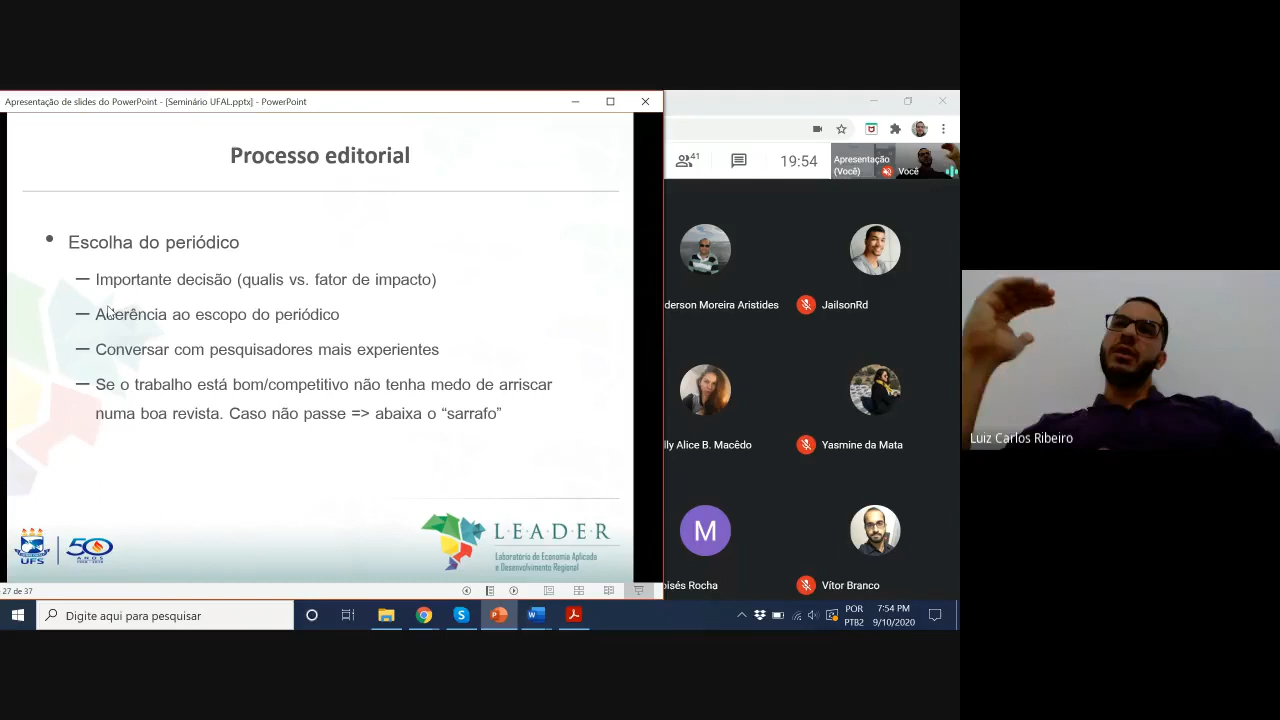 Apresentação de slides do PowerPoint - [Seminário UFAL.pptx] - PowerPoint
Processo editorial
• Escolha do periódico
— Importante decisão (qualis vs. fator de impacto)
— Aderência ao escopo do periódico
— Conversar com pesquisadores mais experientes
— Se o trabalho está bom/competitivo não tenha medo de arriscar
numa boa revista. Caso não passe => abaixa o “sarrafo”
UFS
50
ANOS
L·E·A·D·E·R
Laboratório de Economia Aplicada
e Desenvolvimento Regional
27 de 37
41
19:54
Apresentação
(Você)
Você
derson Moreira Aristides
JailsonRd
lly Alice B. Macêdo
Yasmine da Mata
M
oisés Rocha
Vítor Branco
Luiz Carlos Ribeiro
Digite aqui para pesquisar
POR
PTB2
7:54 PM
9/10/2020